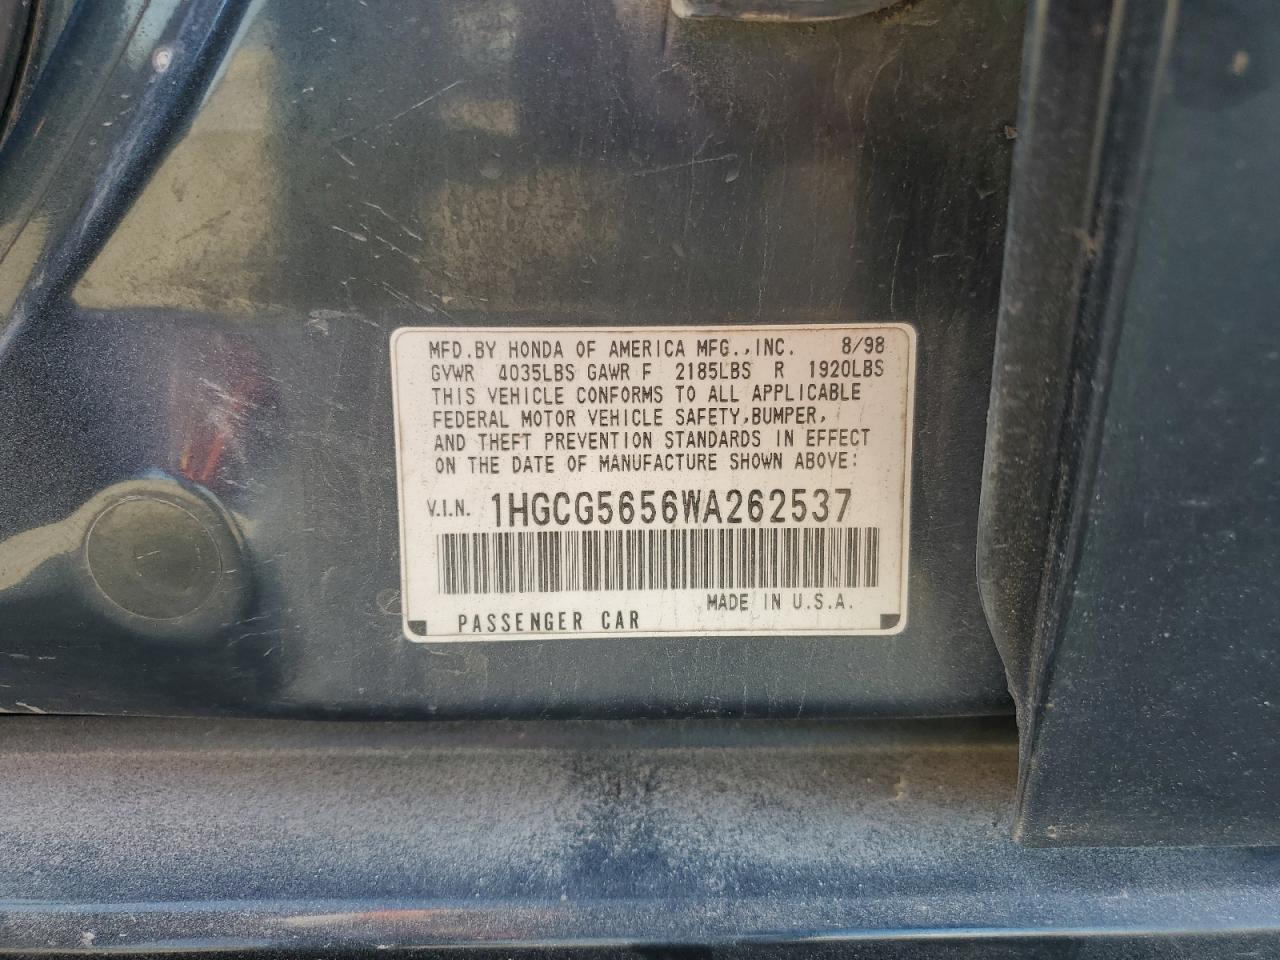 MFD.BY HONDA OF AMERICA MFG.,INC. 8/98
GVWR 4035LBS GAWR F 2185LBS R 1920LBS
THIS VEHICLE CONFORMS TO ALL APPLICABLE
FEDERAL MOTOR VEHICLE SAFETY,BUMPER,
AND THEFT PREVENTION STANDARDS IN EFFECT
ON THE DATE OF MANUFACTURE SHOWN ABOVE:
V.I.N. 1HGCG5656WA262537
MADE IN U.S.A.
PASSENGER CAR